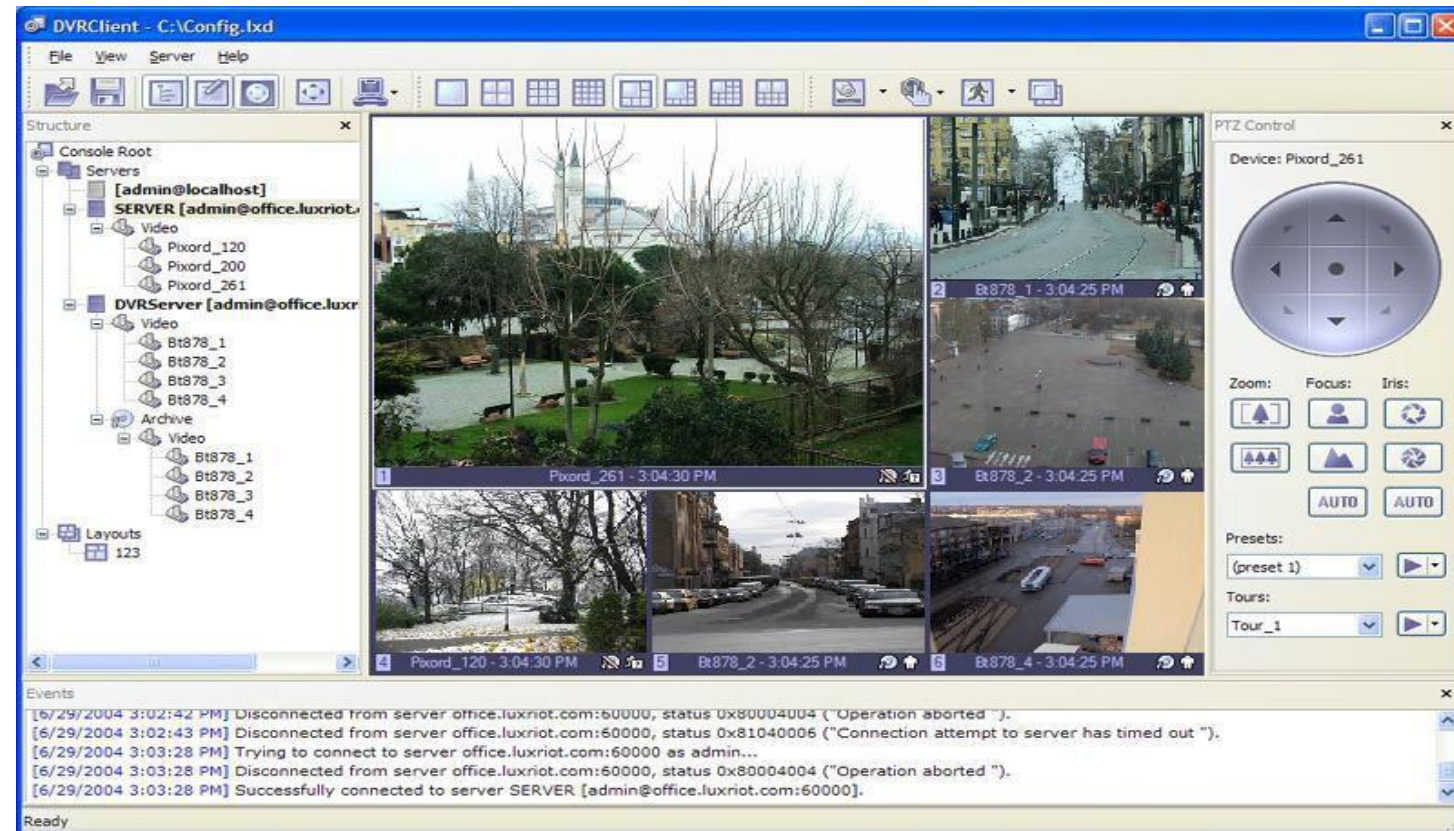 DVRClient - C:\Config.lxd
File View Server Help
Structure
Console Root
Servers
[admin@localhost]
SERVER [admin@office.luxriot.
Video
Pixord_120
Pixord_200
Pixord_261
DVRServer [admin@office.luxr
Video
Bt878_1
Bt878_2
Bt878_3
Bt878_4
Archive
Video
Bt878_1
Bt878_2
Bt878_3
Bt878_4
Layouts
123
1 Pixord_261 - 3:04:30 PM
2 Bt878_1 - 3:04:25 PM
3 Bt878_2 - 3:04:25 PM
4 Pixord_120 - 3:04:30 PM
5 Bt878_2 - 3:04:25 PM
6 Bt878_4 - 3:04:25 PM
PTZ Control
Device: Pixord_261
Zoom: Focus: Iris:
AUTO AUTO
Presets:
(preset 1)
Tours:
Tour_1
Events
[6/29/2004 3:02:42 PM] Disconnected from server office.luxriot.com:60000, status 0x80004004 ("Operation aborted ").
[6/29/2004 3:02:43 PM] Disconnected from server office.luxriot.com:60000, status 0x81040006 ("Connection attempt to server has timed out ").
[6/29/2004 3:03:28 PM] Trying to connect to server office.luxriot.com:60000 as admin...
[6/29/2004 3:03:28 PM] Disconnected from server office.luxriot.com:60000, status 0x80004004 ("Operation aborted ").
[6/29/2004 3:03:28 PM] Successfully connected to server SERVER [admin@office.luxriot.com:60000].
Ready